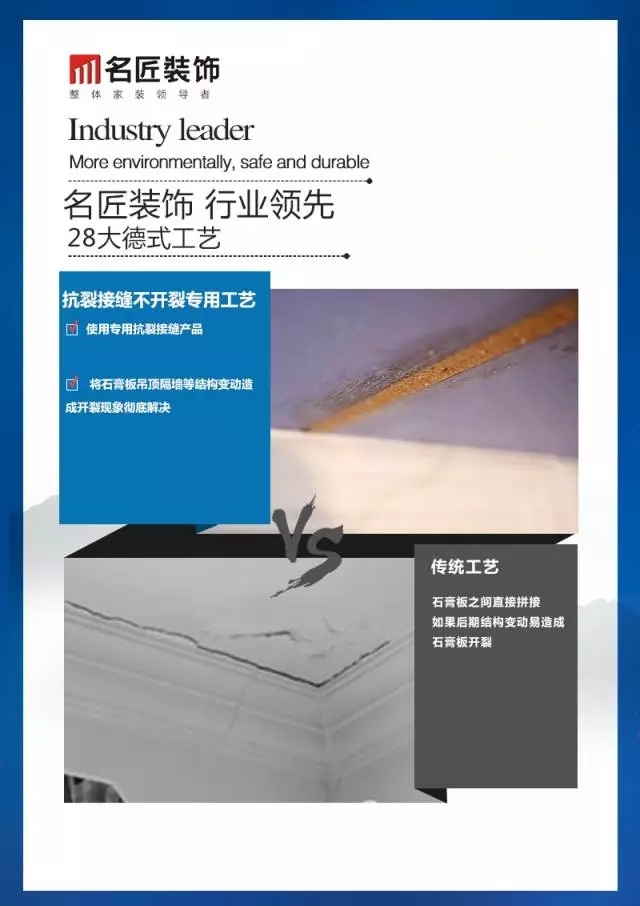 名匠装饰
整体家装领导者
Industry leader
More environmentally, safe and durable
名匠装饰 行业领先
28大德式工艺
抗裂接缝不开裂专用工艺
使用专用抗裂接缝产品
将石膏板吊顶隔墙等结构变动造
成开裂现象彻底解决
VS
传统工艺
石膏板之间直接拼接
如果后期结构变动易造成
石膏板开裂